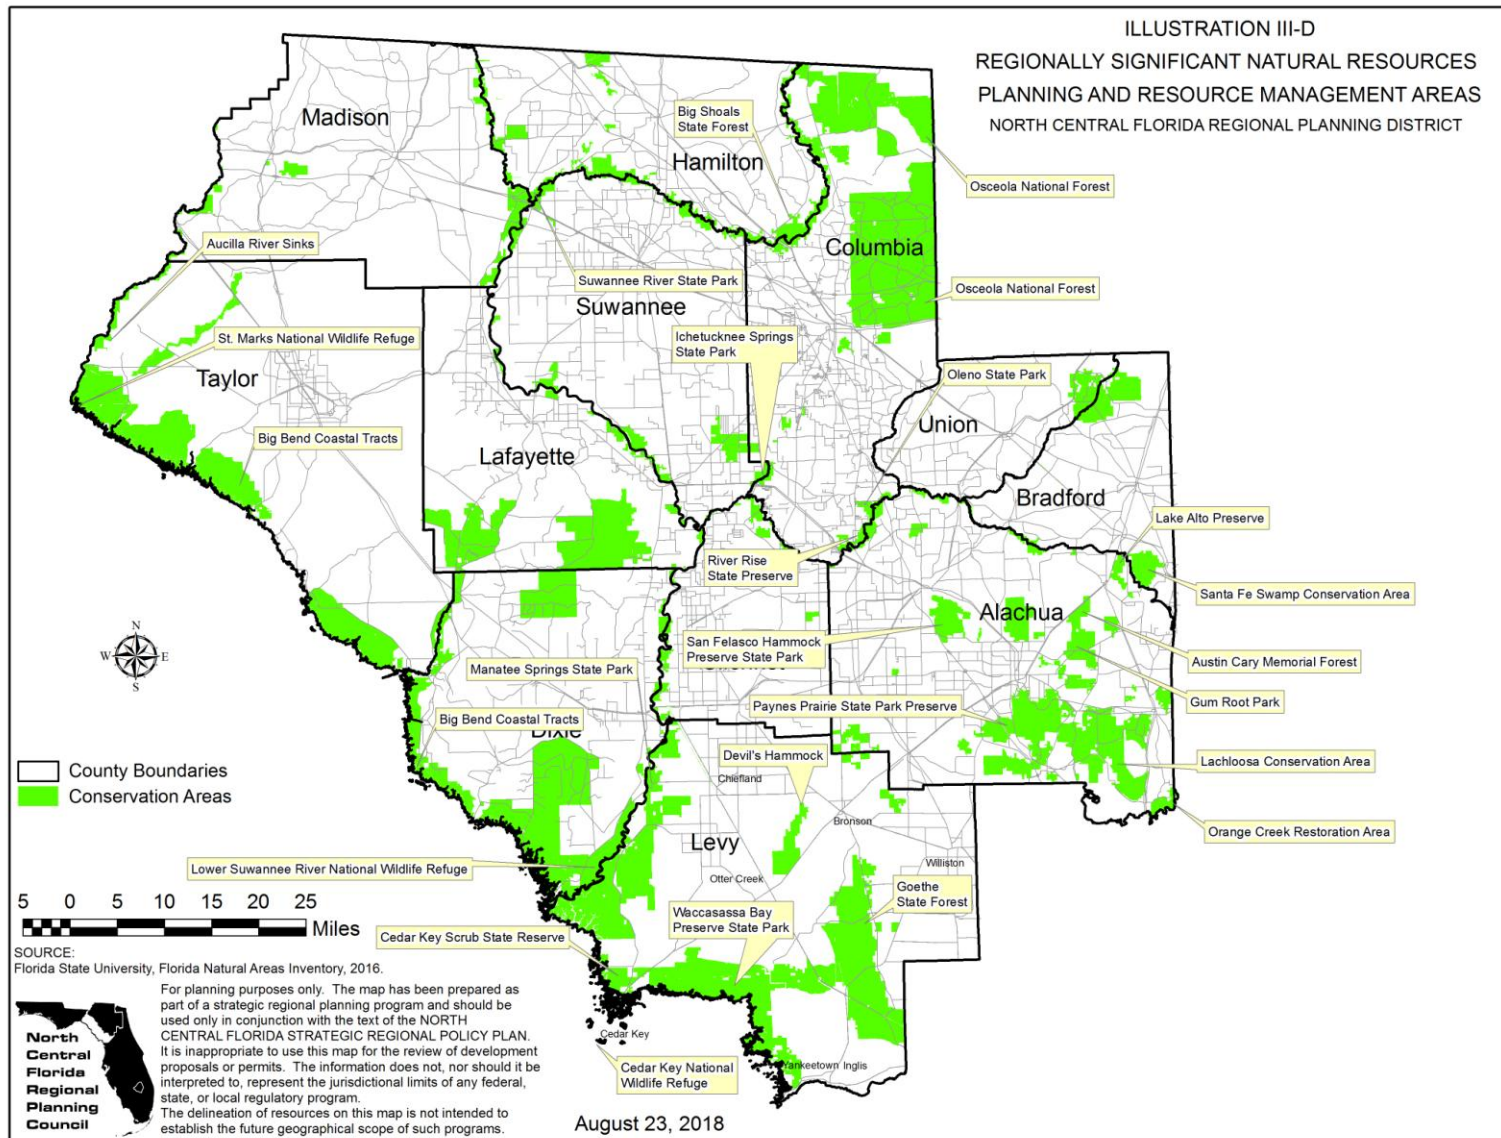 ILLUSTRATION III-D
REGIONALLY SIGNIFICANT NATURAL RESOURCES
PLANNING AND RESOURCE MANAGEMENT AREAS
NORTH CENTRAL FLORIDA REGIONAL PLANNING DISTRICT
Madison
Big Shoals
State Forest
Hamilton
Osceola National Forest
Aucilla River Sinks
Columbia
Suwannee River State Park
Osceola National Forest
Suwannee
St. Marks National Wildlife Refuge
Ichetucknee Springs
State Park
Taylor
Oleno State Park
Union
Big Bend Coastal Tracts
Lafayette
Bradford
Lake Alto Preserve
River Rise
State Preserve
Santa Fe Swamp Conservation Area
Alachua
N
W
E
S
San Felasco Hammock
Preserve State Park
Manatee Springs State Park
Austin Cary Memorial Forest
Gum Root Park
Paynes Prairie State Park Preserve
Big Bend Coastal Tracts
Dixie
Devil's Hammock
Lachloosa Conservation Area
County Boundaries
Conservation Areas
Chiefland
Bronson
Orange Creek Restoration Area
Levy
Williston
Lower Suwannee River National Wildlife Refuge
Otter Creek
Goethe
State Forest
5 0 5 10 15 20 25
Miles
Waccasassa Bay
Preserve State Park
Cedar Key Scrub State Reserve
SOURCE:
Florida State University, Florida Natural Areas Inventory, 2016.
For planning purposes only. The map has been prepared as
part of a strategic regional planning program and should be
used only in conjunction with the text of the NORTH
CENTRAL FLORIDA STRATEGIC REGIONAL POLICY PLAN.
It is inappropriate to use this map for the review of development
proposals or permits. The information does not, nor should it be
interpreted to, represent the jurisdictional limits of any federal,
state, or local regulatory program.
The delineation of resources on this map is not intended to
establish the future geographical scope of such programs.
North
Central
Florida
Regional
Planning
Council
Cedar Key
Cedar Key National
Wildlife Refuge
Yankeetown Inglis
August 23, 2018